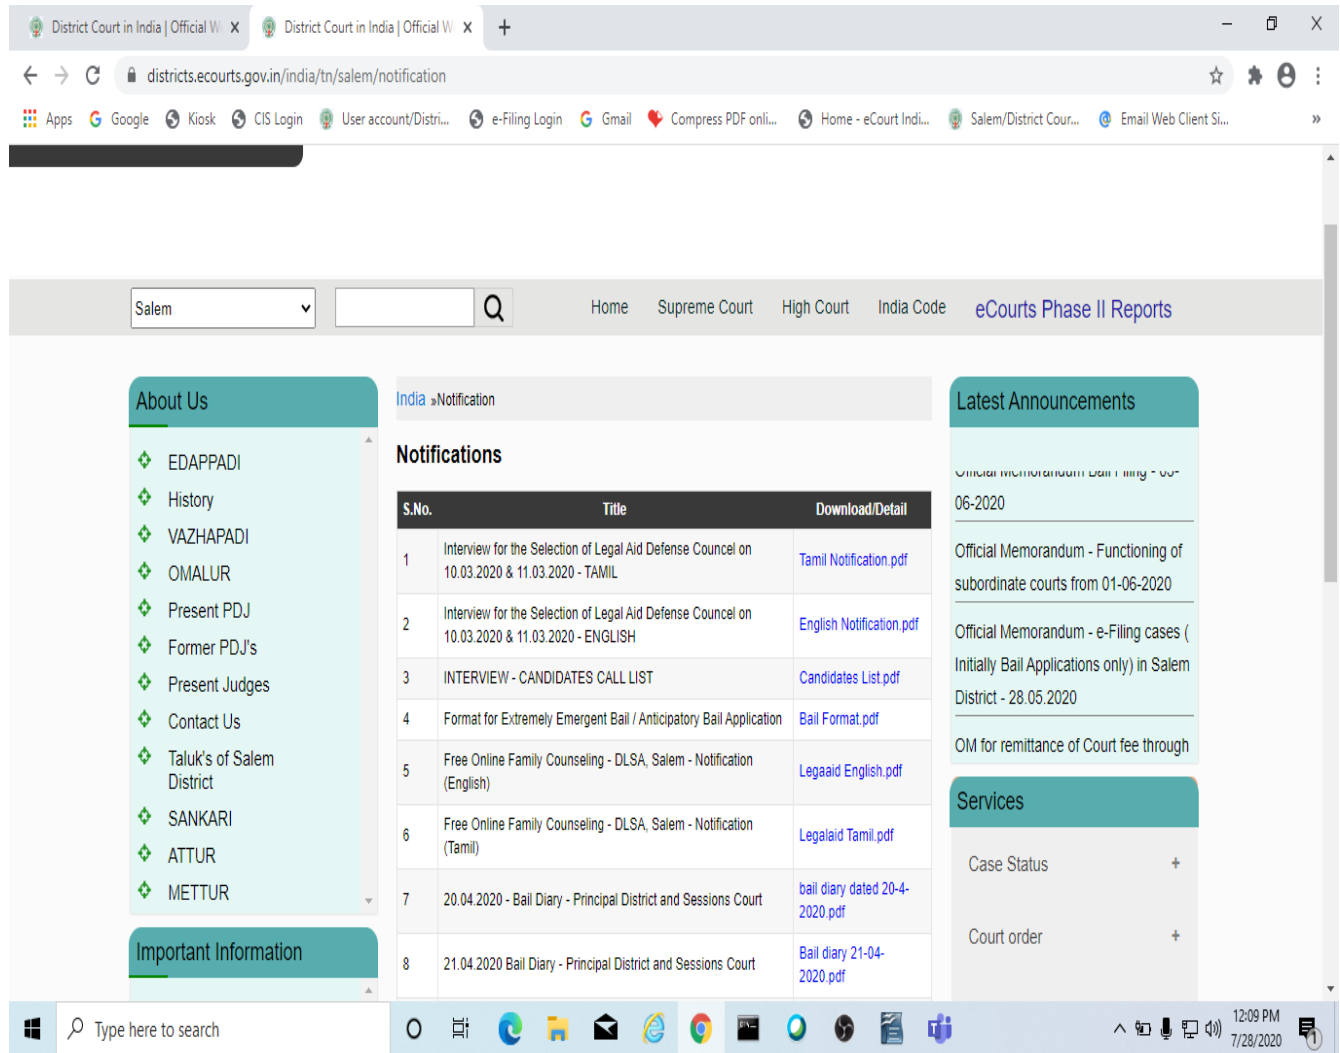 District Court in India | Official W
District Court in India | Official W
districts.ecourts.gov.in/india/tn/salem/notification
Apps Google Kiosk CIS Login User account/Distri... e-Filing Login Gmail Compress PDF onli... Home - eCourt Indi... Salem/District Cour... Email Web Client Si... »
Salem
Home Supreme Court High Court India Code eCourts Phase II Reports
About Us
EDAPPADI
History
VAZHAPADI
OMALUR
Present PDJ
Former PDJ's
Present Judges
Contact Us
Taluk's of Salem
District
SANKARI
ATTUR
METTUR
Important Information
India »Notification
Notifications
S.No. Title Download/Detail
1 Interview for the Selection of Legal Aid Defense Councel on
10.03.2020 & 11.03.2020 - TAMIL Tamil Notification.pdf
2 Interview for the Selection of Legal Aid Defense Councel on
10.03.2020 & 11.03.2020 - ENGLISH English Notification.pdf
3 INTERVIEW - CANDIDATES CALL LIST Candidates List.pdf
4 Format for Extremely Emergent Bail / Anticipatory Bail Application Bail Format.pdf
5 Free Online Family Counseling - DLSA, Salem - Notification
(English) Legaaid English.pdf
6 Free Online Family Counseling - DLSA, Salem - Notification
(Tamil) Legalaid Tamil.pdf
7 20.04.2020 - Bail Diary - Principal District and Sessions Court bail diary dated 20-4-
2020.pdf
8 21.04.2020 Bail Diary - Principal District and Sessions Court Bail diary 21-04-
2020.pdf
Latest Announcements
Official Memorandum Bail Filing - 05-
06-2020
Official Memorandum - Functioning of
subordinate courts from 01-06-2020
Official Memorandum - e-Filing cases (
Initially Bail Applications only) in Salem
District - 28.05.2020
OM for remittance of Court fee through
Services
Case Status +
Court order +
Type here to search
12:09 PM
7/28/2020
1